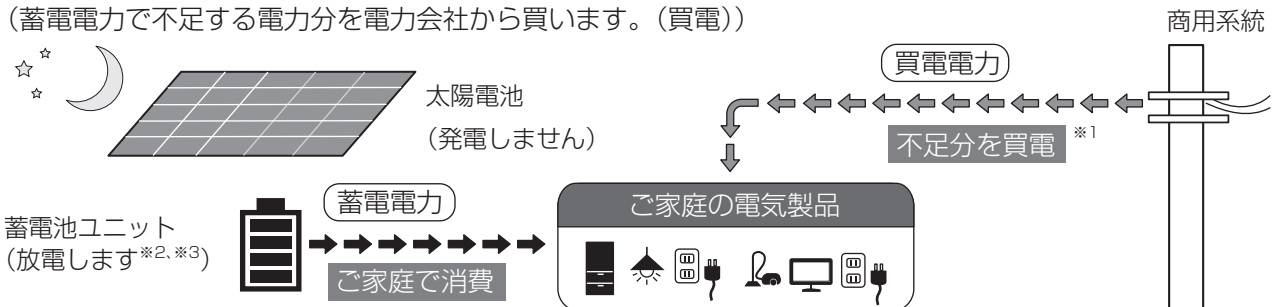 (蓄電電力で不足する電力分を電力会社から買います。(買電))
商用系統
買電電力
太陽電池
(発電しません)
不足分を買電 ※1
蓄電電力
ご家庭の電気製品
蓄電池ユニット
(放電します※2、※3)
ご家庭で消費